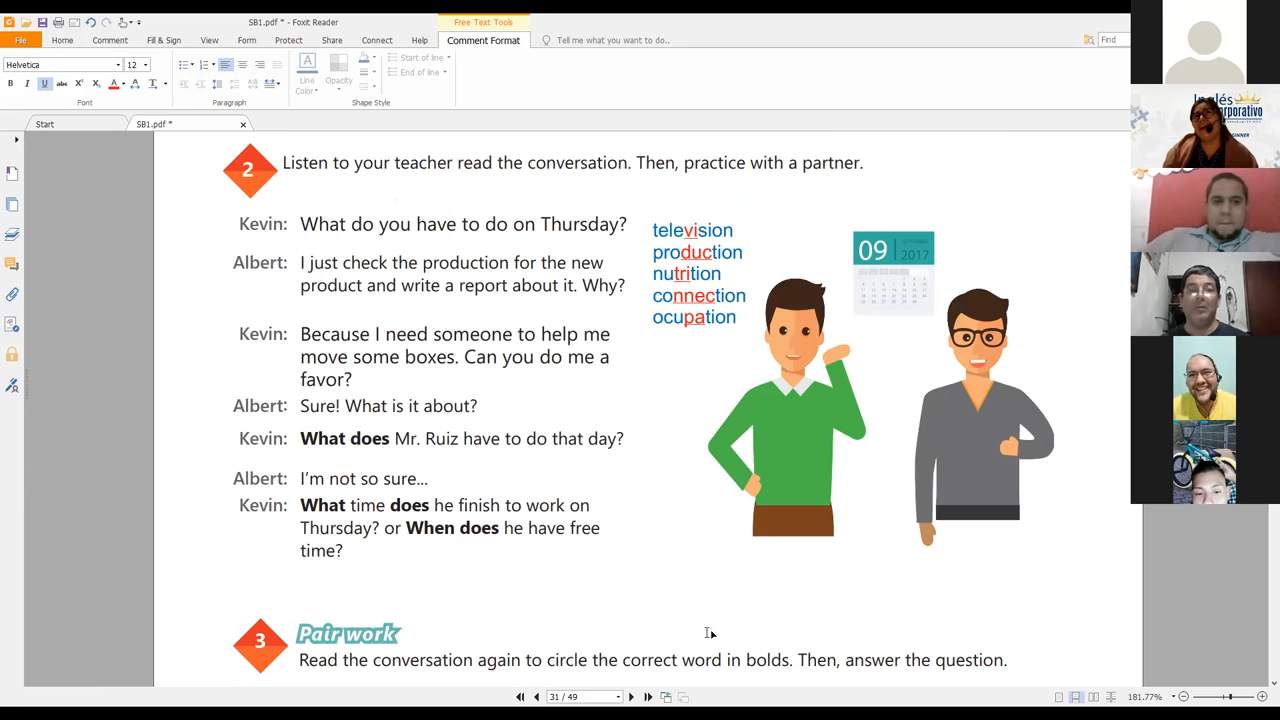 SB1.pdf * - Foxit Reader
Free Text Tools
File
Home
Comment
Fill & Sign
View
Form
Protect
Share
Connect
Help
Comment Format
Tell me what you want to do..
Find
Helvetica
12
Line
Color
Opacity
Start of line
End of line
Font
Paragraph
Shape Style
Start
SB1.pdf *
2
Listen to your teacher read the conversation. Then, practice with a partner.
Kevin: What do you have to do on Thursday?
Albert: I just check the production for the new
product and write a report about it. Why?
Kevin: Because I need someone to help me
move some boxes. Can you do me a
favor?
Albert: Sure! What is it about?
Kevin: What does Mr. Ruiz have to do that day?
Albert: I'm not so sure...
Kevin: What time does he finish to work on
Thursday? or When does he have free
time?
television
production
nutrition
connection
ocupation
09
2017
3
Pair work
Read the conversation again to circle the correct word in bolds. Then, answer the question.
31 / 49
181.77%
Inglés